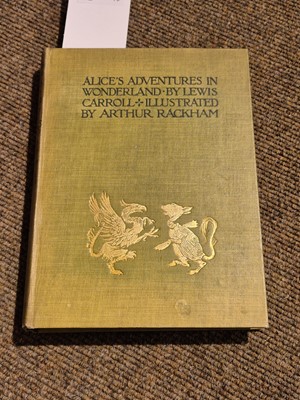 ALICE'S ADVENTURES IN
WONDERLAND · BY LEWIS
CARROLL ✢ ILLUSTRATED
BY ARTHUR RACKHAM